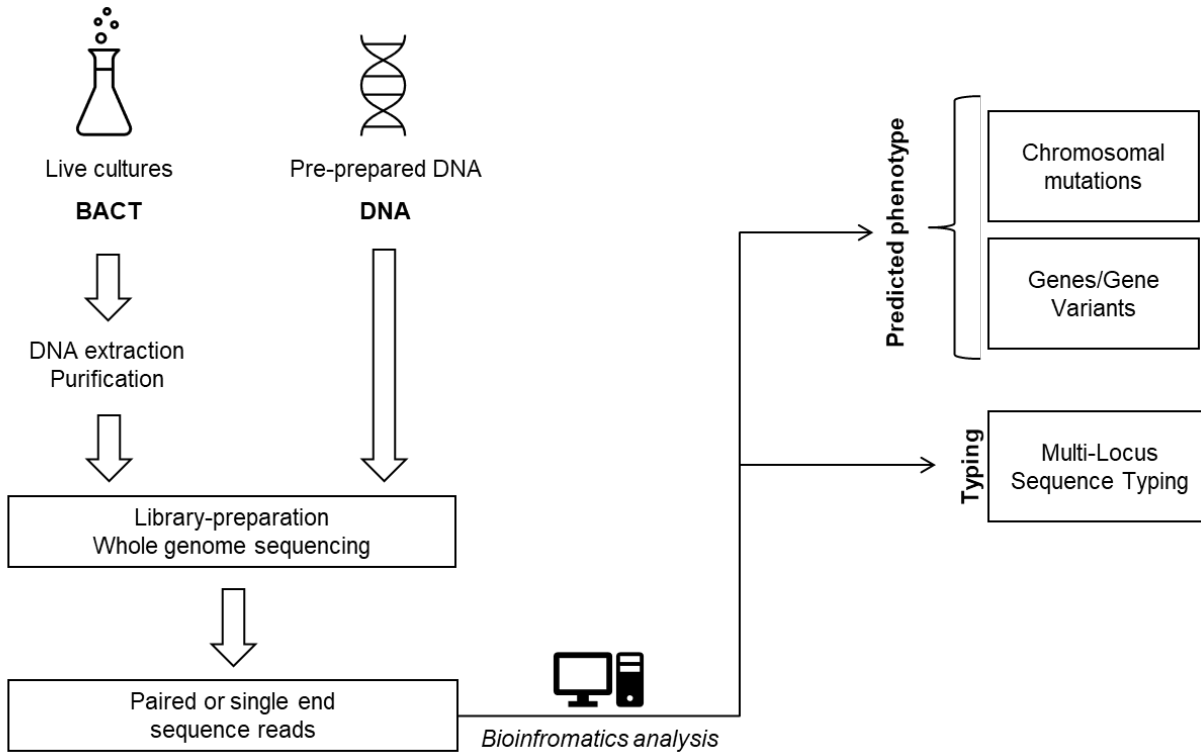 Live cultures
BACT
Pre-prepared DNA
DNA
DNA extraction
Purification
Library-preparation
Whole genome sequencing
Paired or single end
sequence reads
Bioinfromatics analysis
Predicted phenotype
Chromosomal
mutations
Genes/Gene
Variants
Typing
Multi-Locus
Sequence Typing